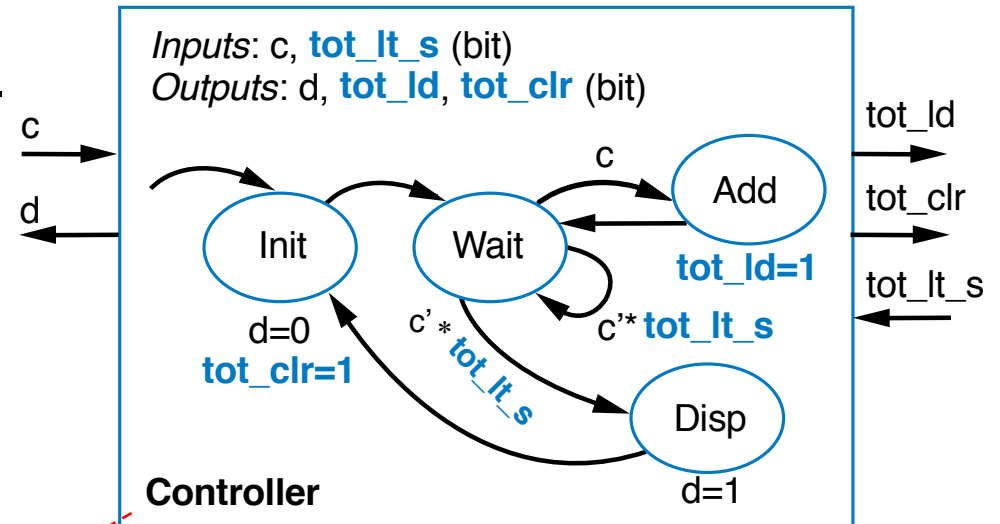 Inputs: c, tot_lt_s (bit)
Outputs: d, tot_ld, tot_clr (bit)
c
d
tot_ld
tot_clr
tot_lt_s
c
Add
tot_ld=1
Init
d=0
tot_clr=1
Wait
c'* tot_lt_s
c'* tot_lt_s
Disp
d=1
Controller